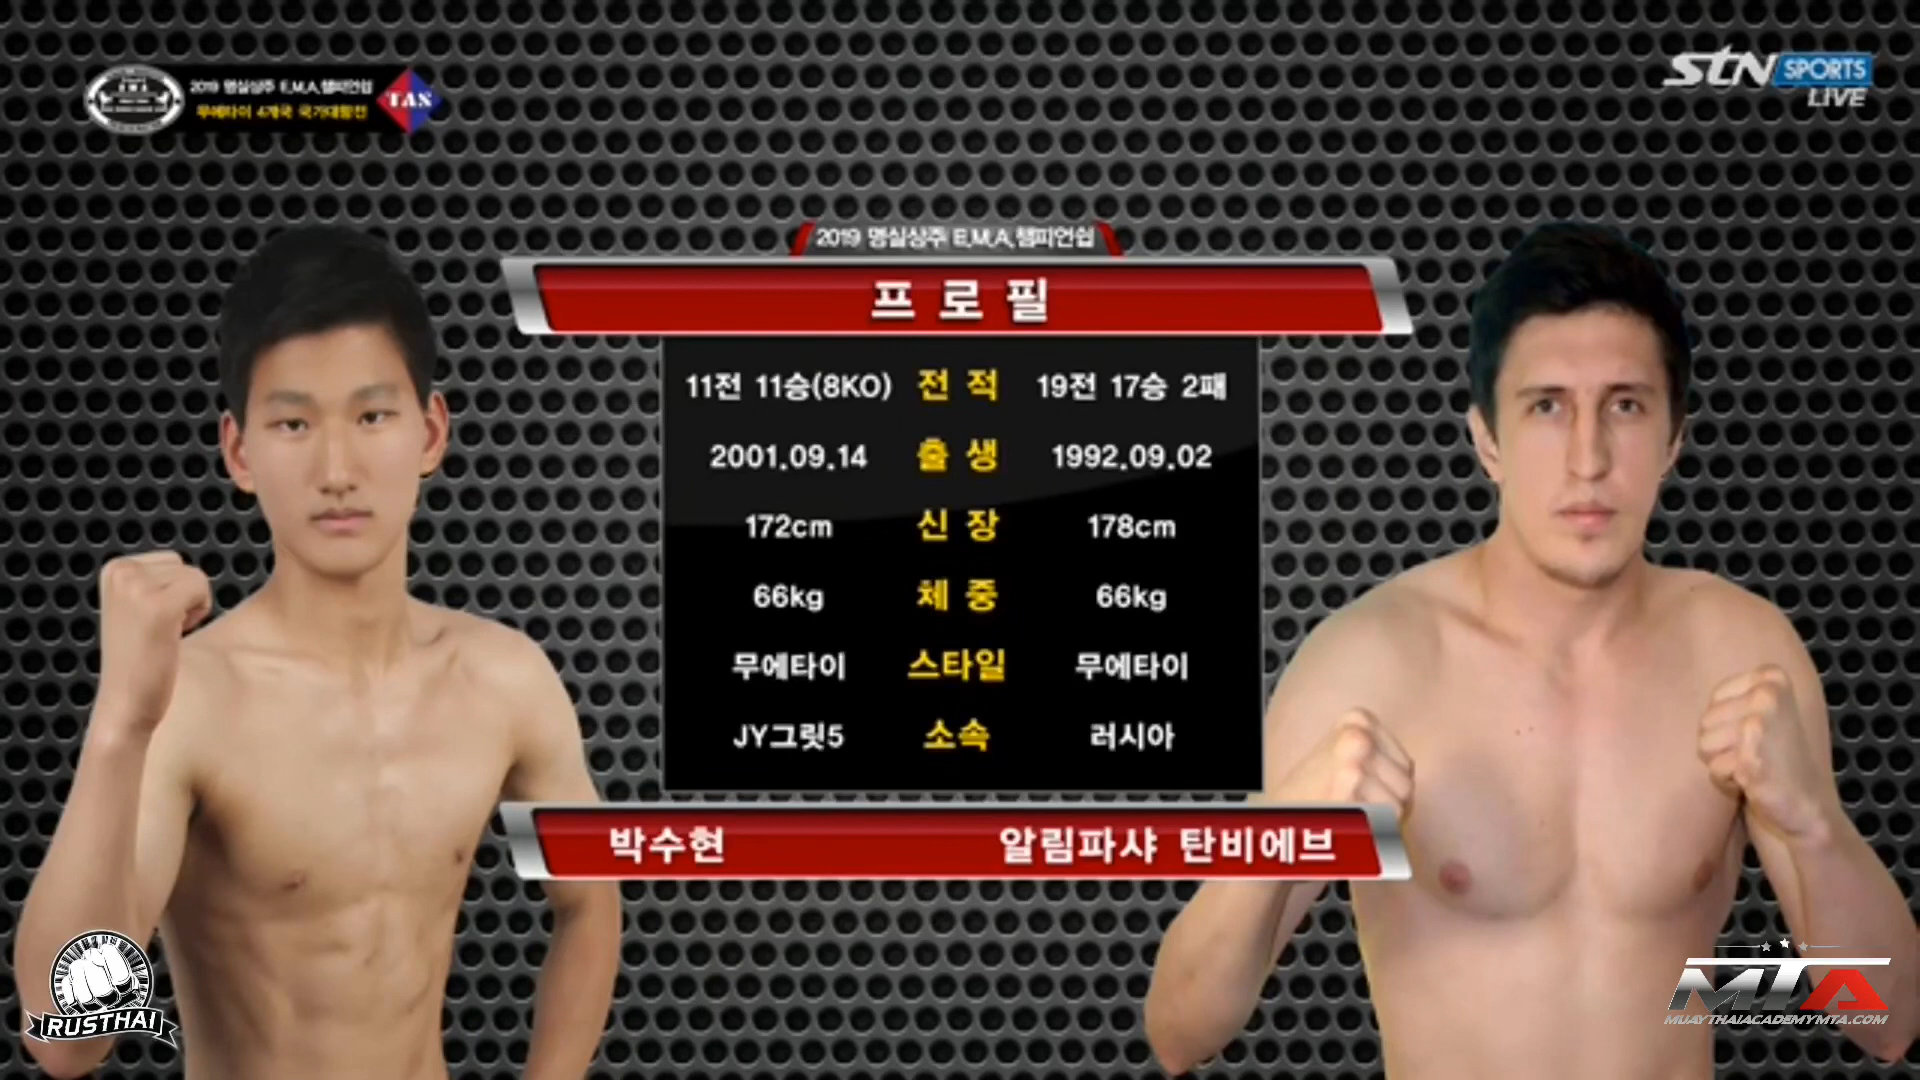 2019 명실상주 E.M.A.챔피언쉽
무에타이 4개국 국가대항전
TAS
STN SPORTS
LIVE
2019 명실상주 E.M.A.챔피언쉽
프로필
11전 11승(8KO) 전적 19전 17승 2패
2001.09.14 출생 1992.09.02
172cm 신장 178cm
66kg 체중 66kg
무에타이 스타일 무에타이
JY그릿5 소속 러시아
박수현 알림파샤 탄비에브
RUSTHAI
MTA
MUAYTHAIACADEMYMTA.COM